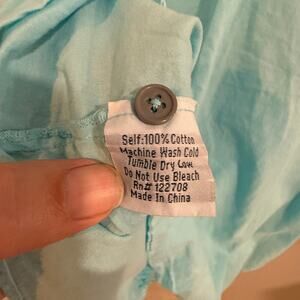 Self:100% Cotton
Machine Wash Cold
Tumble Dry Low
Do Not Use Bleach
Rn# 122708
Made In China